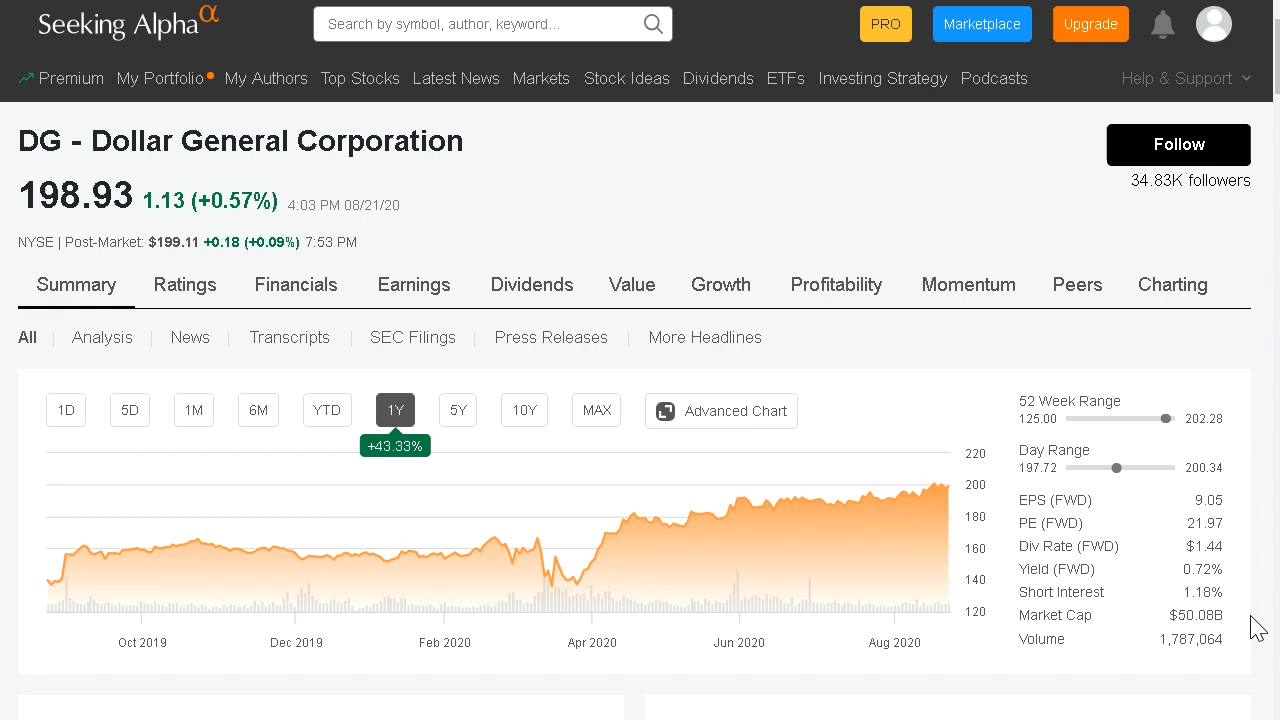 Seeking Alpha α
Search by symbol, author, keyword...
PRO
Marketplace
Upgrade
Premium My Portfolio My Authors Top Stocks Latest News Markets Stock Ideas Dividends ETFs Investing Strategy Podcasts Help & Support
DG - Dollar General Corporation
Follow
34.83K followers
198.93 1.13 (+0.57%) 4:03 PM 08/21/20
NYSE | Post-Market: $199.11 +0.18 (+0.09%) 7:53 PM
Summary Ratings Financials Earnings Dividends Value Growth Profitability Momentum Peers Charting
All Analysis News Transcripts SEC Filings Press Releases More Headlines
1D 5D 1M 6M YTD 1Y 5Y 10Y MAX Advanced Chart
+43.33%
220
200
180
160
140
120
Oct 2019 Dec 2019 Feb 2020 Apr 2020 Jun 2020 Aug 2020
52 Week Range
125.00 202.28
Day Range
197.72 200.34
EPS (FWD) 9.05
PE (FWD) 21.97
Div Rate (FWD) $1.44
Yield (FWD) 0.72%
Short Interest 1.18%
Market Cap $50.08B
Volume 1,787,064